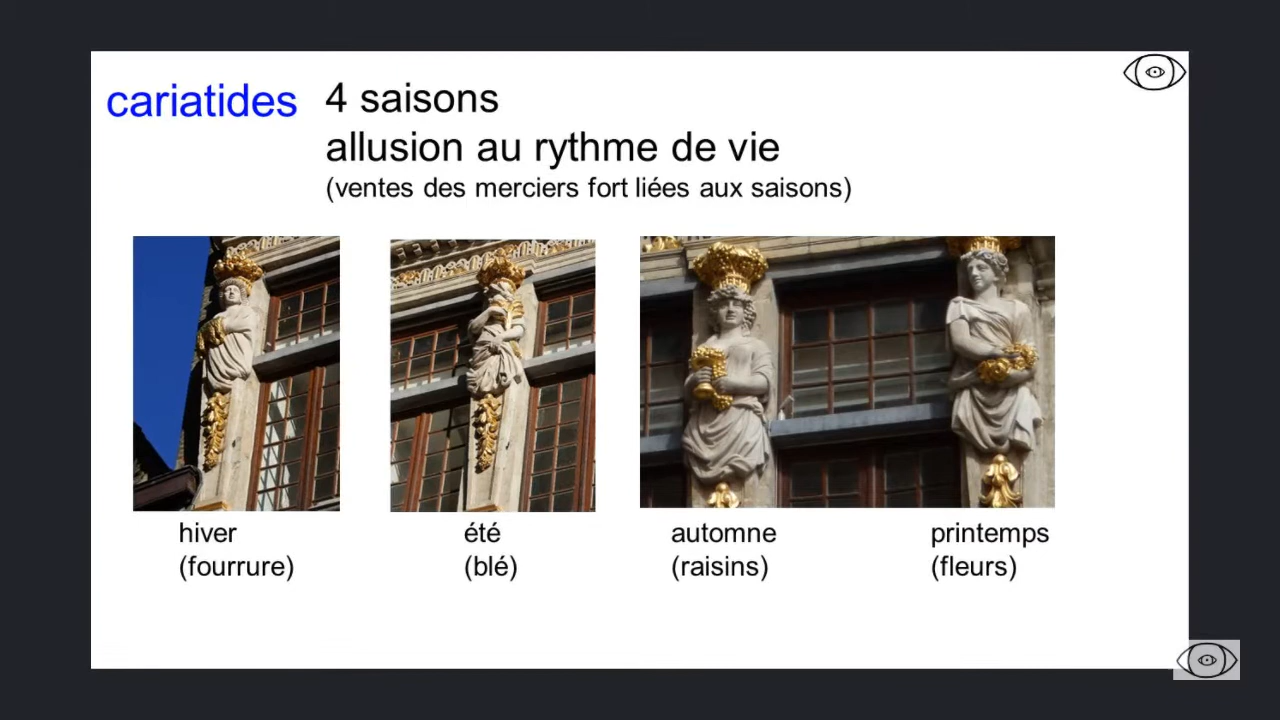 cariatides
4 saisons
allusion au rythme de vie
(ventes des merciers fort liées aux saisons)
hiver
(fourrure)
été
(blé)
automne
(raisins)
printemps
(fleurs)